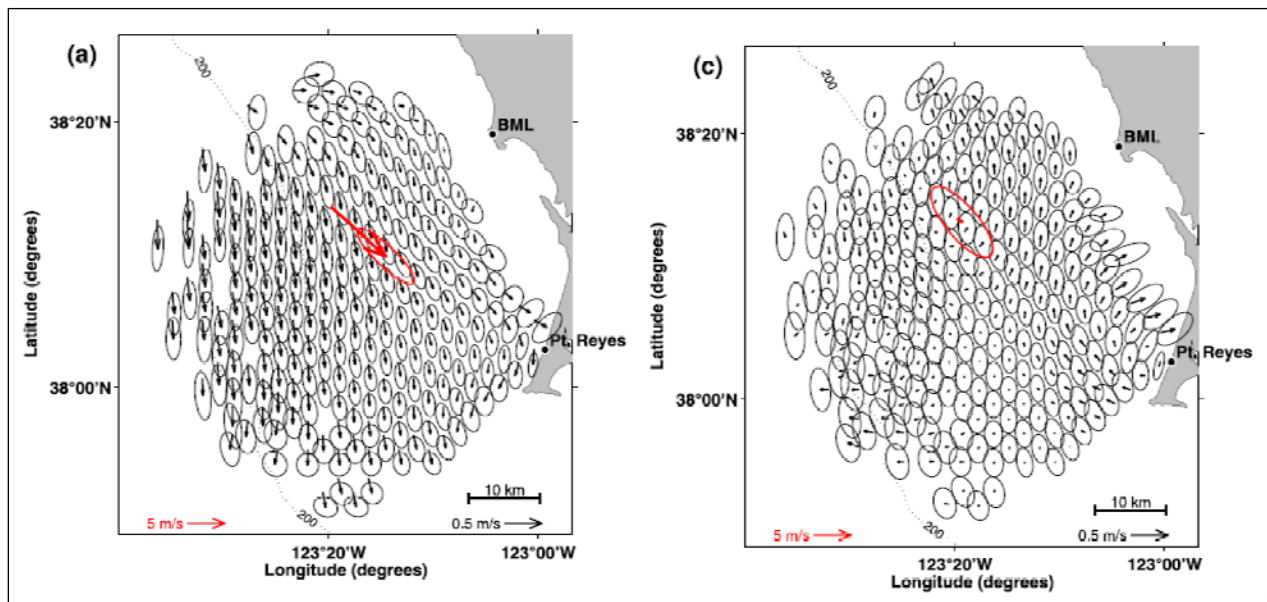 (a)
200
BML
38°20'N
Pt. Reyes
38°00'N
10 km
200
5 m/s
0.5 m/s
123°20'W
123°00'W
Longitude (degrees)
Latitude (degrees)
(c)
200
BML
38°20'N
Pt. Reyes
38°00'N
10 km
200
5 m/s
0.5 m/s
123°20'W
123°00'W
Longitude (degrees)
Latitude (degrees)